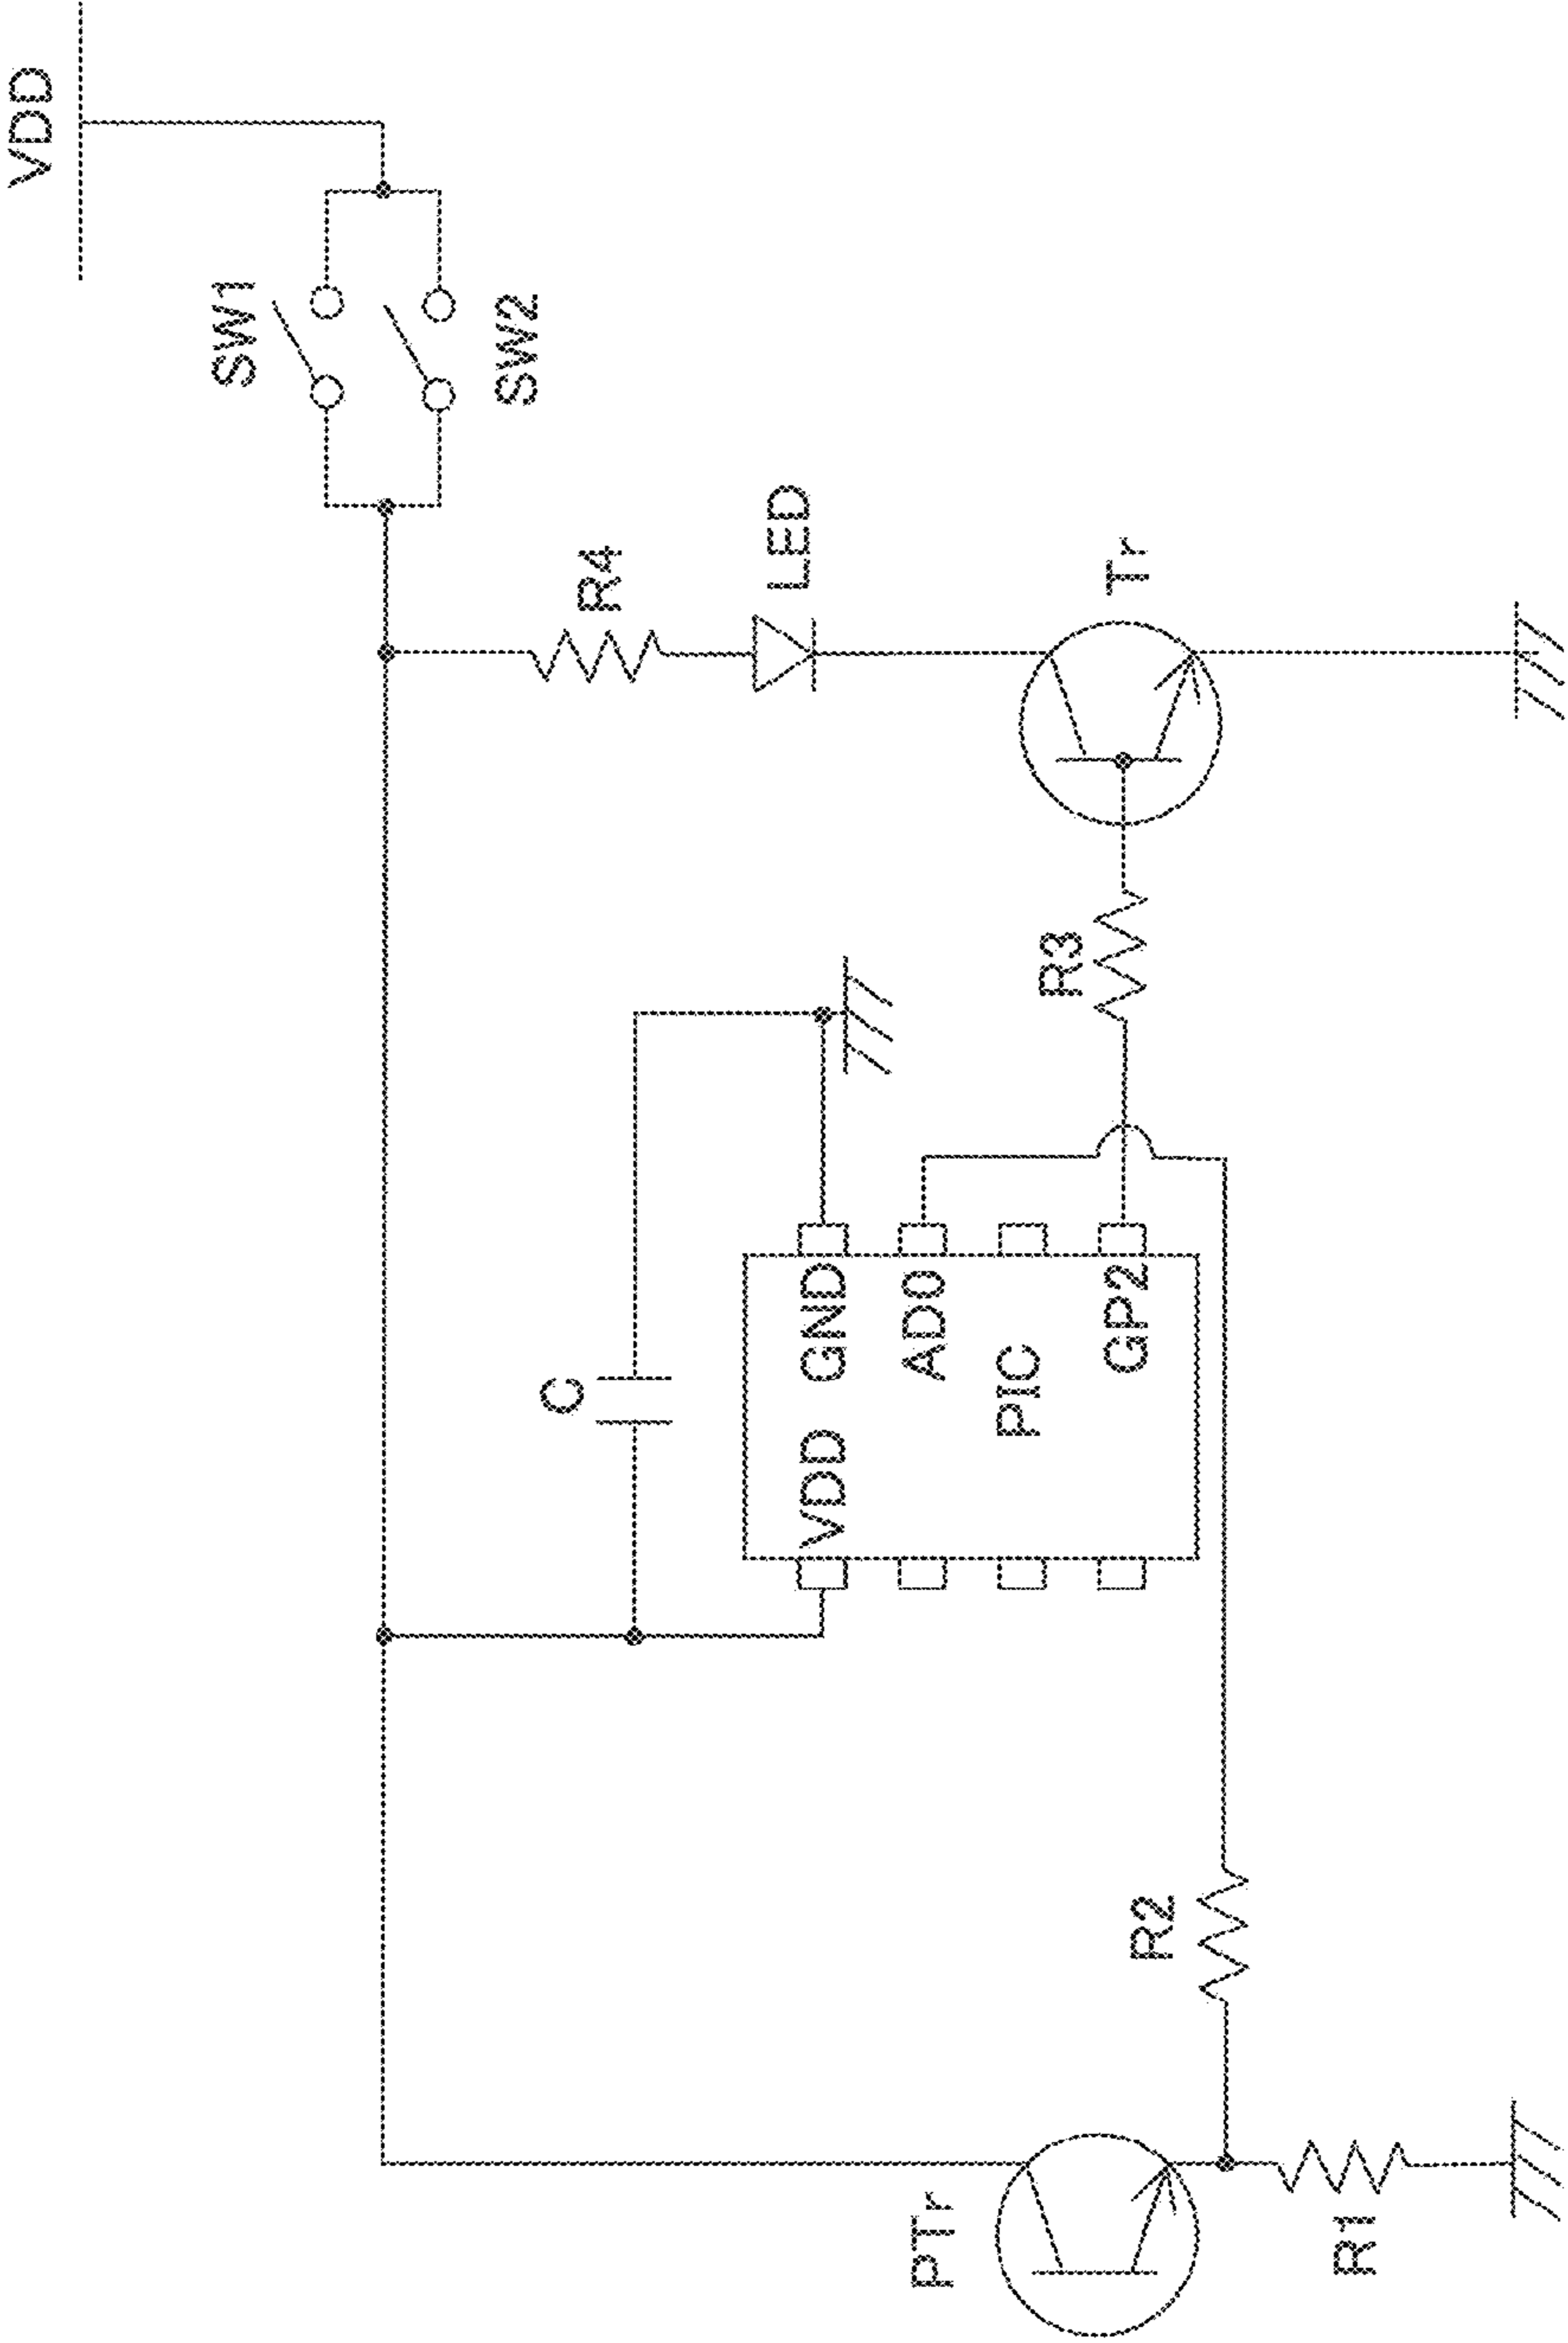 VDD
SW1
SW2
R4
LED
Tr
R3
C
VDD GND
AD0
PIC
GP2
R2
PTr
R1